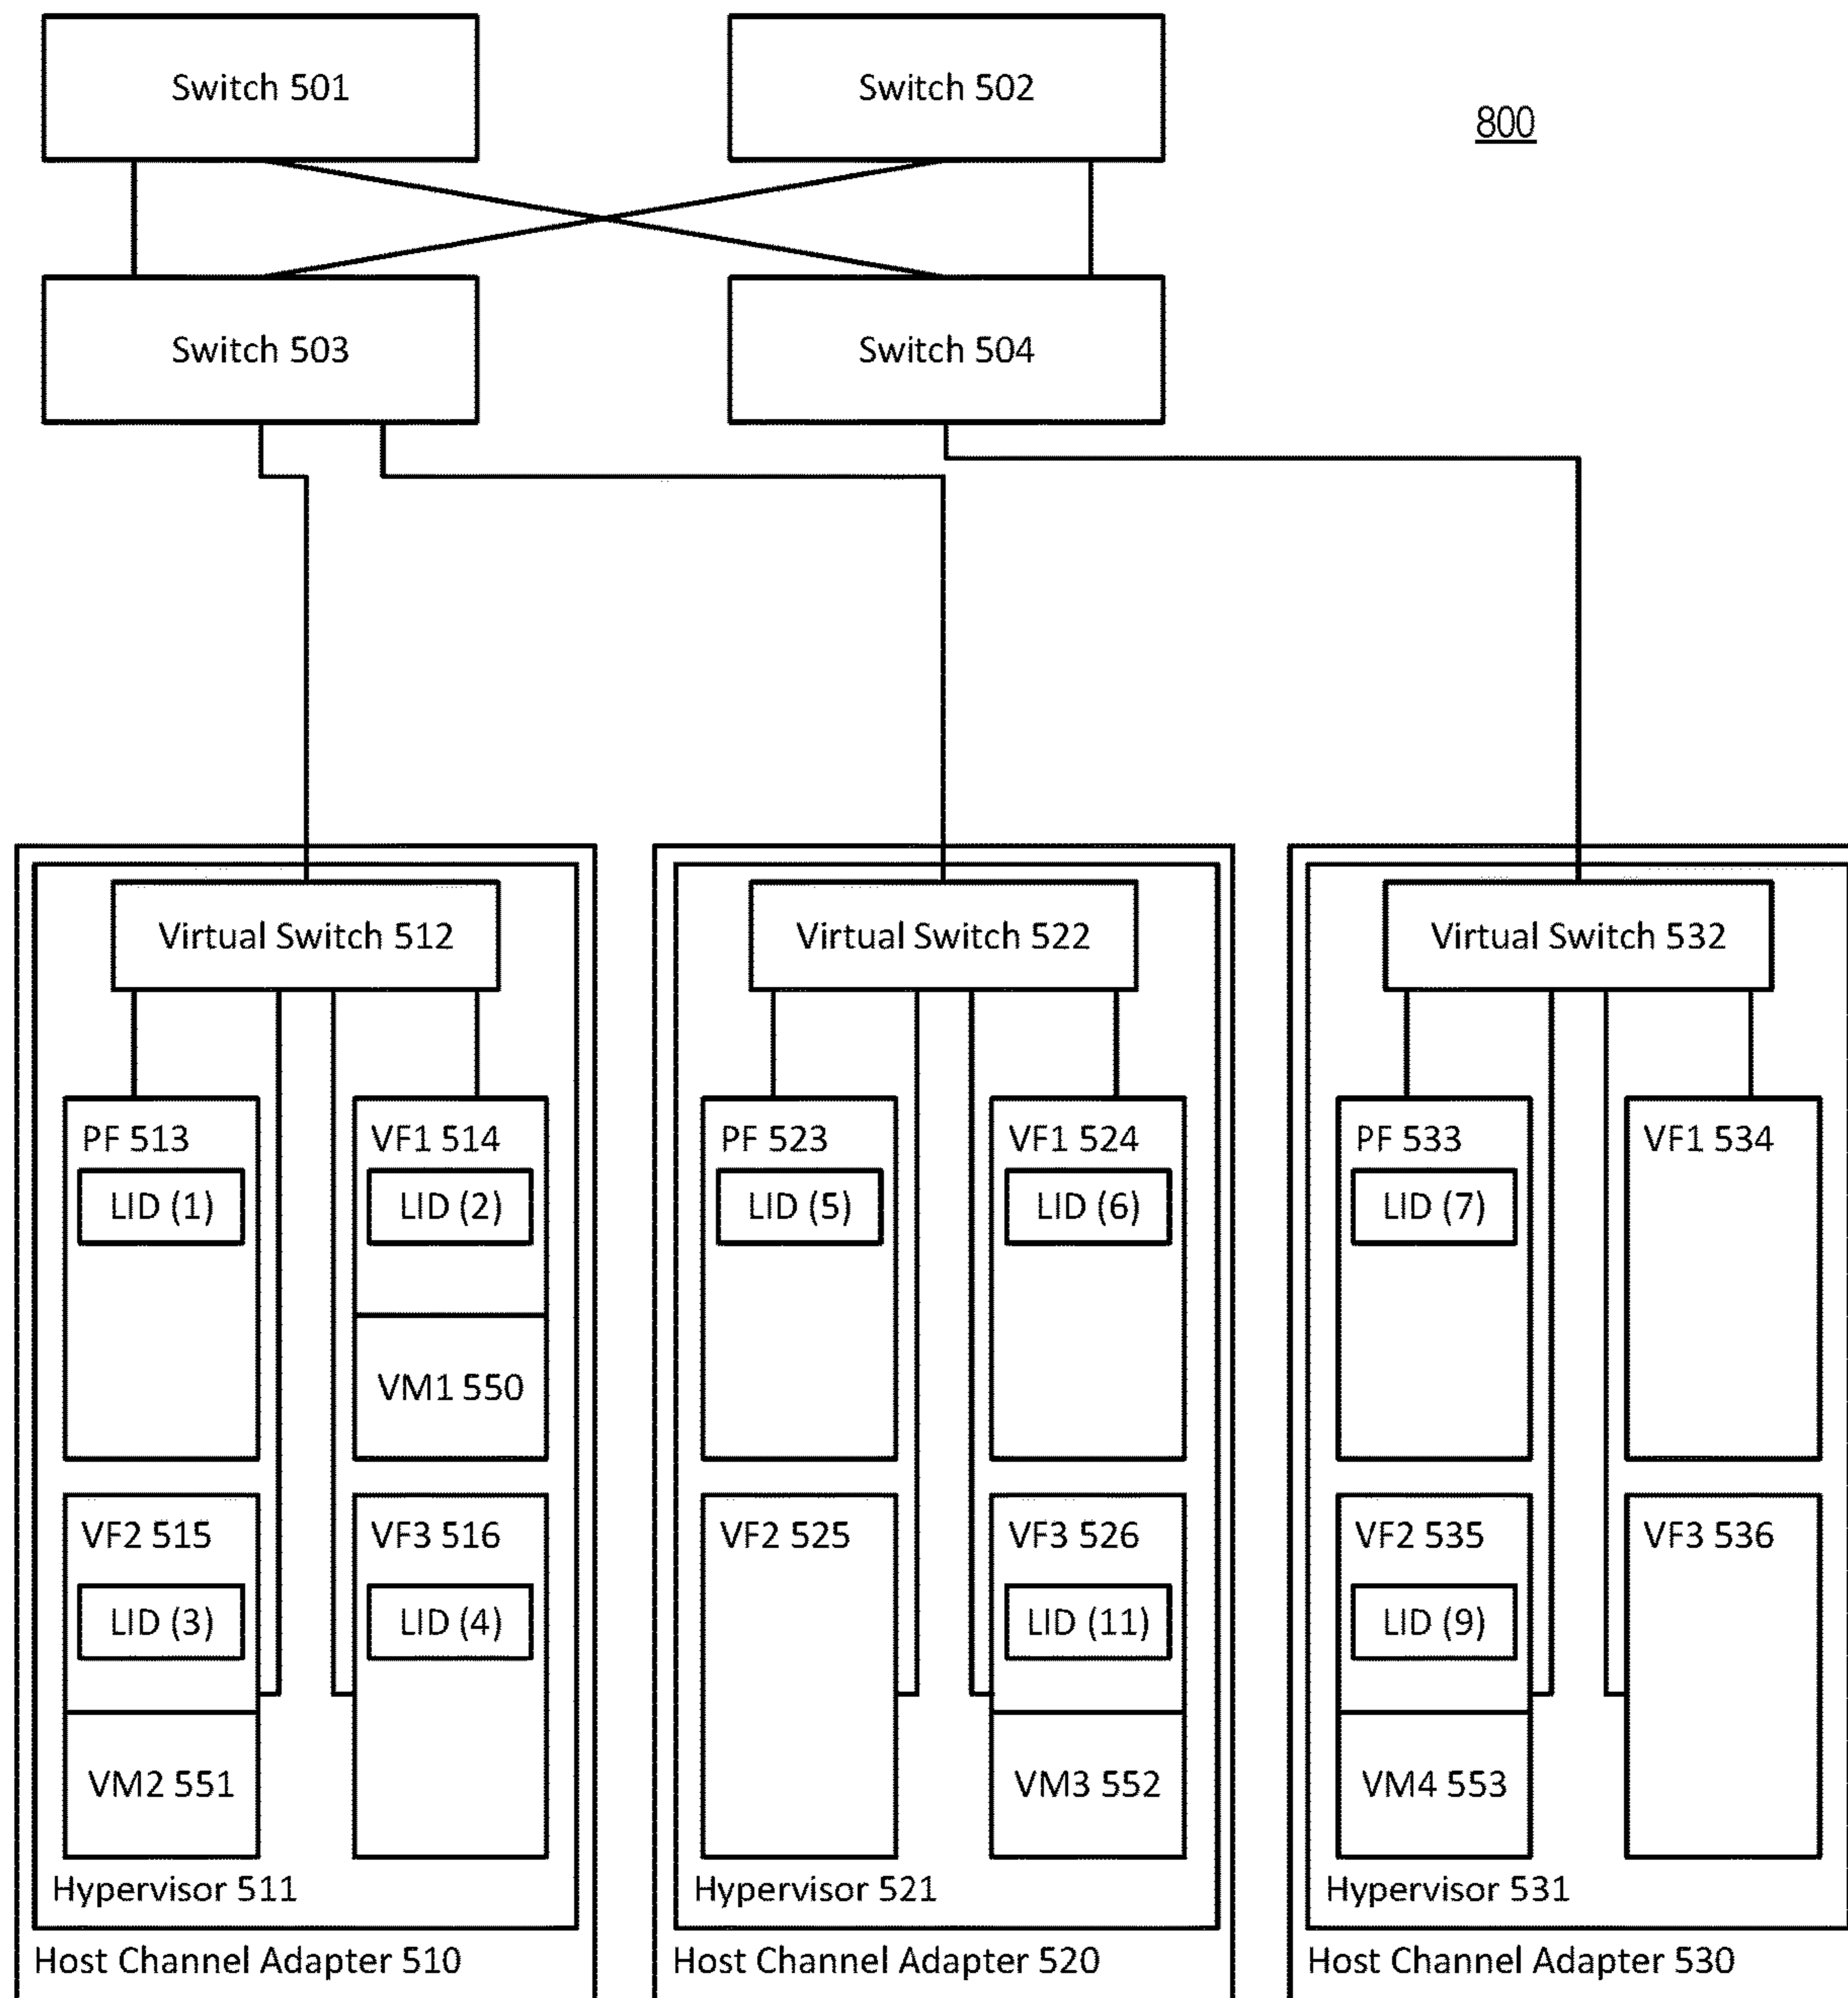 Switch 501
Switch 502
800
Switch 503
Switch 504
Virtual Switch 512
Virtual Switch 522
Virtual Switch 532
PF 513
LID (1)
VF1 514
LID (2)
VM1 550
VF2 515
LID (3)
VM2 551
VF3 516
LID (4)
Hypervisor 511
Host Channel Adapter 510
PF 523
LID (5)
VF1 524
LID (6)
VF2 525
VF3 526
LID (11)
VM3 552
Hypervisor 521
Host Channel Adapter 520
PF 533
LID (7)
VF1 534
VF2 535
LID (9)
VM4 553
VF3 536
Hypervisor 531
Host Channel Adapter 530